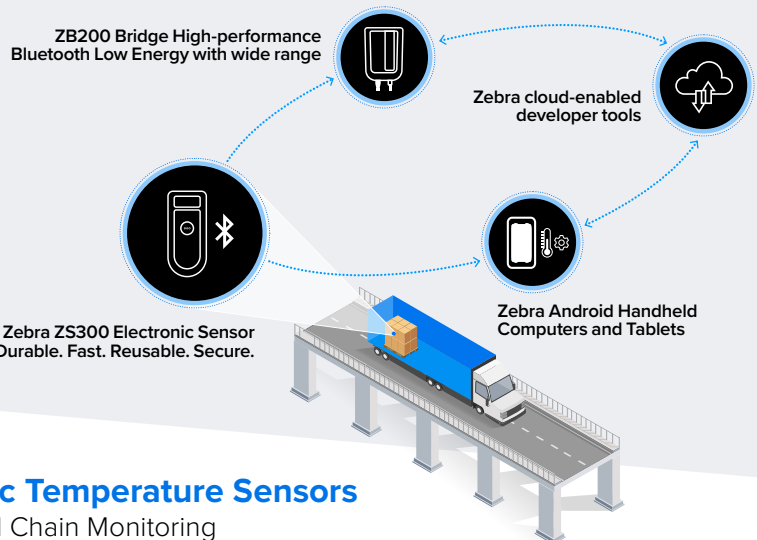 ZB200 Bridge High-performance
Bluetooth Low Energy with wide range
Zebra cloud-enabled
developer tools
Zebra ZS300 Electronic Sensor
Durable. Fast. Reusable. Secure.
Zebra Android Handheld
Computers and Tablets
c Temperature Sensors
Chain Monitoring